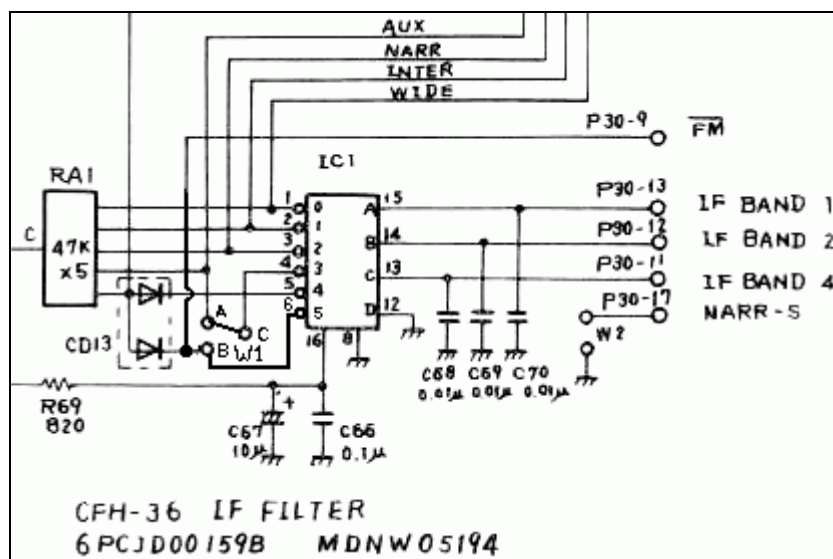 AUX
NARR
INTER
WIDE
P30-9 FM
IC1
RA1
C
47K
x5
1 0
2 1
3 2
4 3
5 4
6 5
A 15
B 14
C 13
D 12
16 8
P30-13 IF BAND 1
P30-12 IF BAND 2
P30-11 IF BAND 4
P30-17 NARR-S
W2
CD13
A
B
C
W1
R69
820
C67
10μ
+
C66
0.1μ
C68 C69 C70
0.01μ 0.01μ 0.01μ
CFH-36 IF FILTER
6PCJD00159B MDNW05194